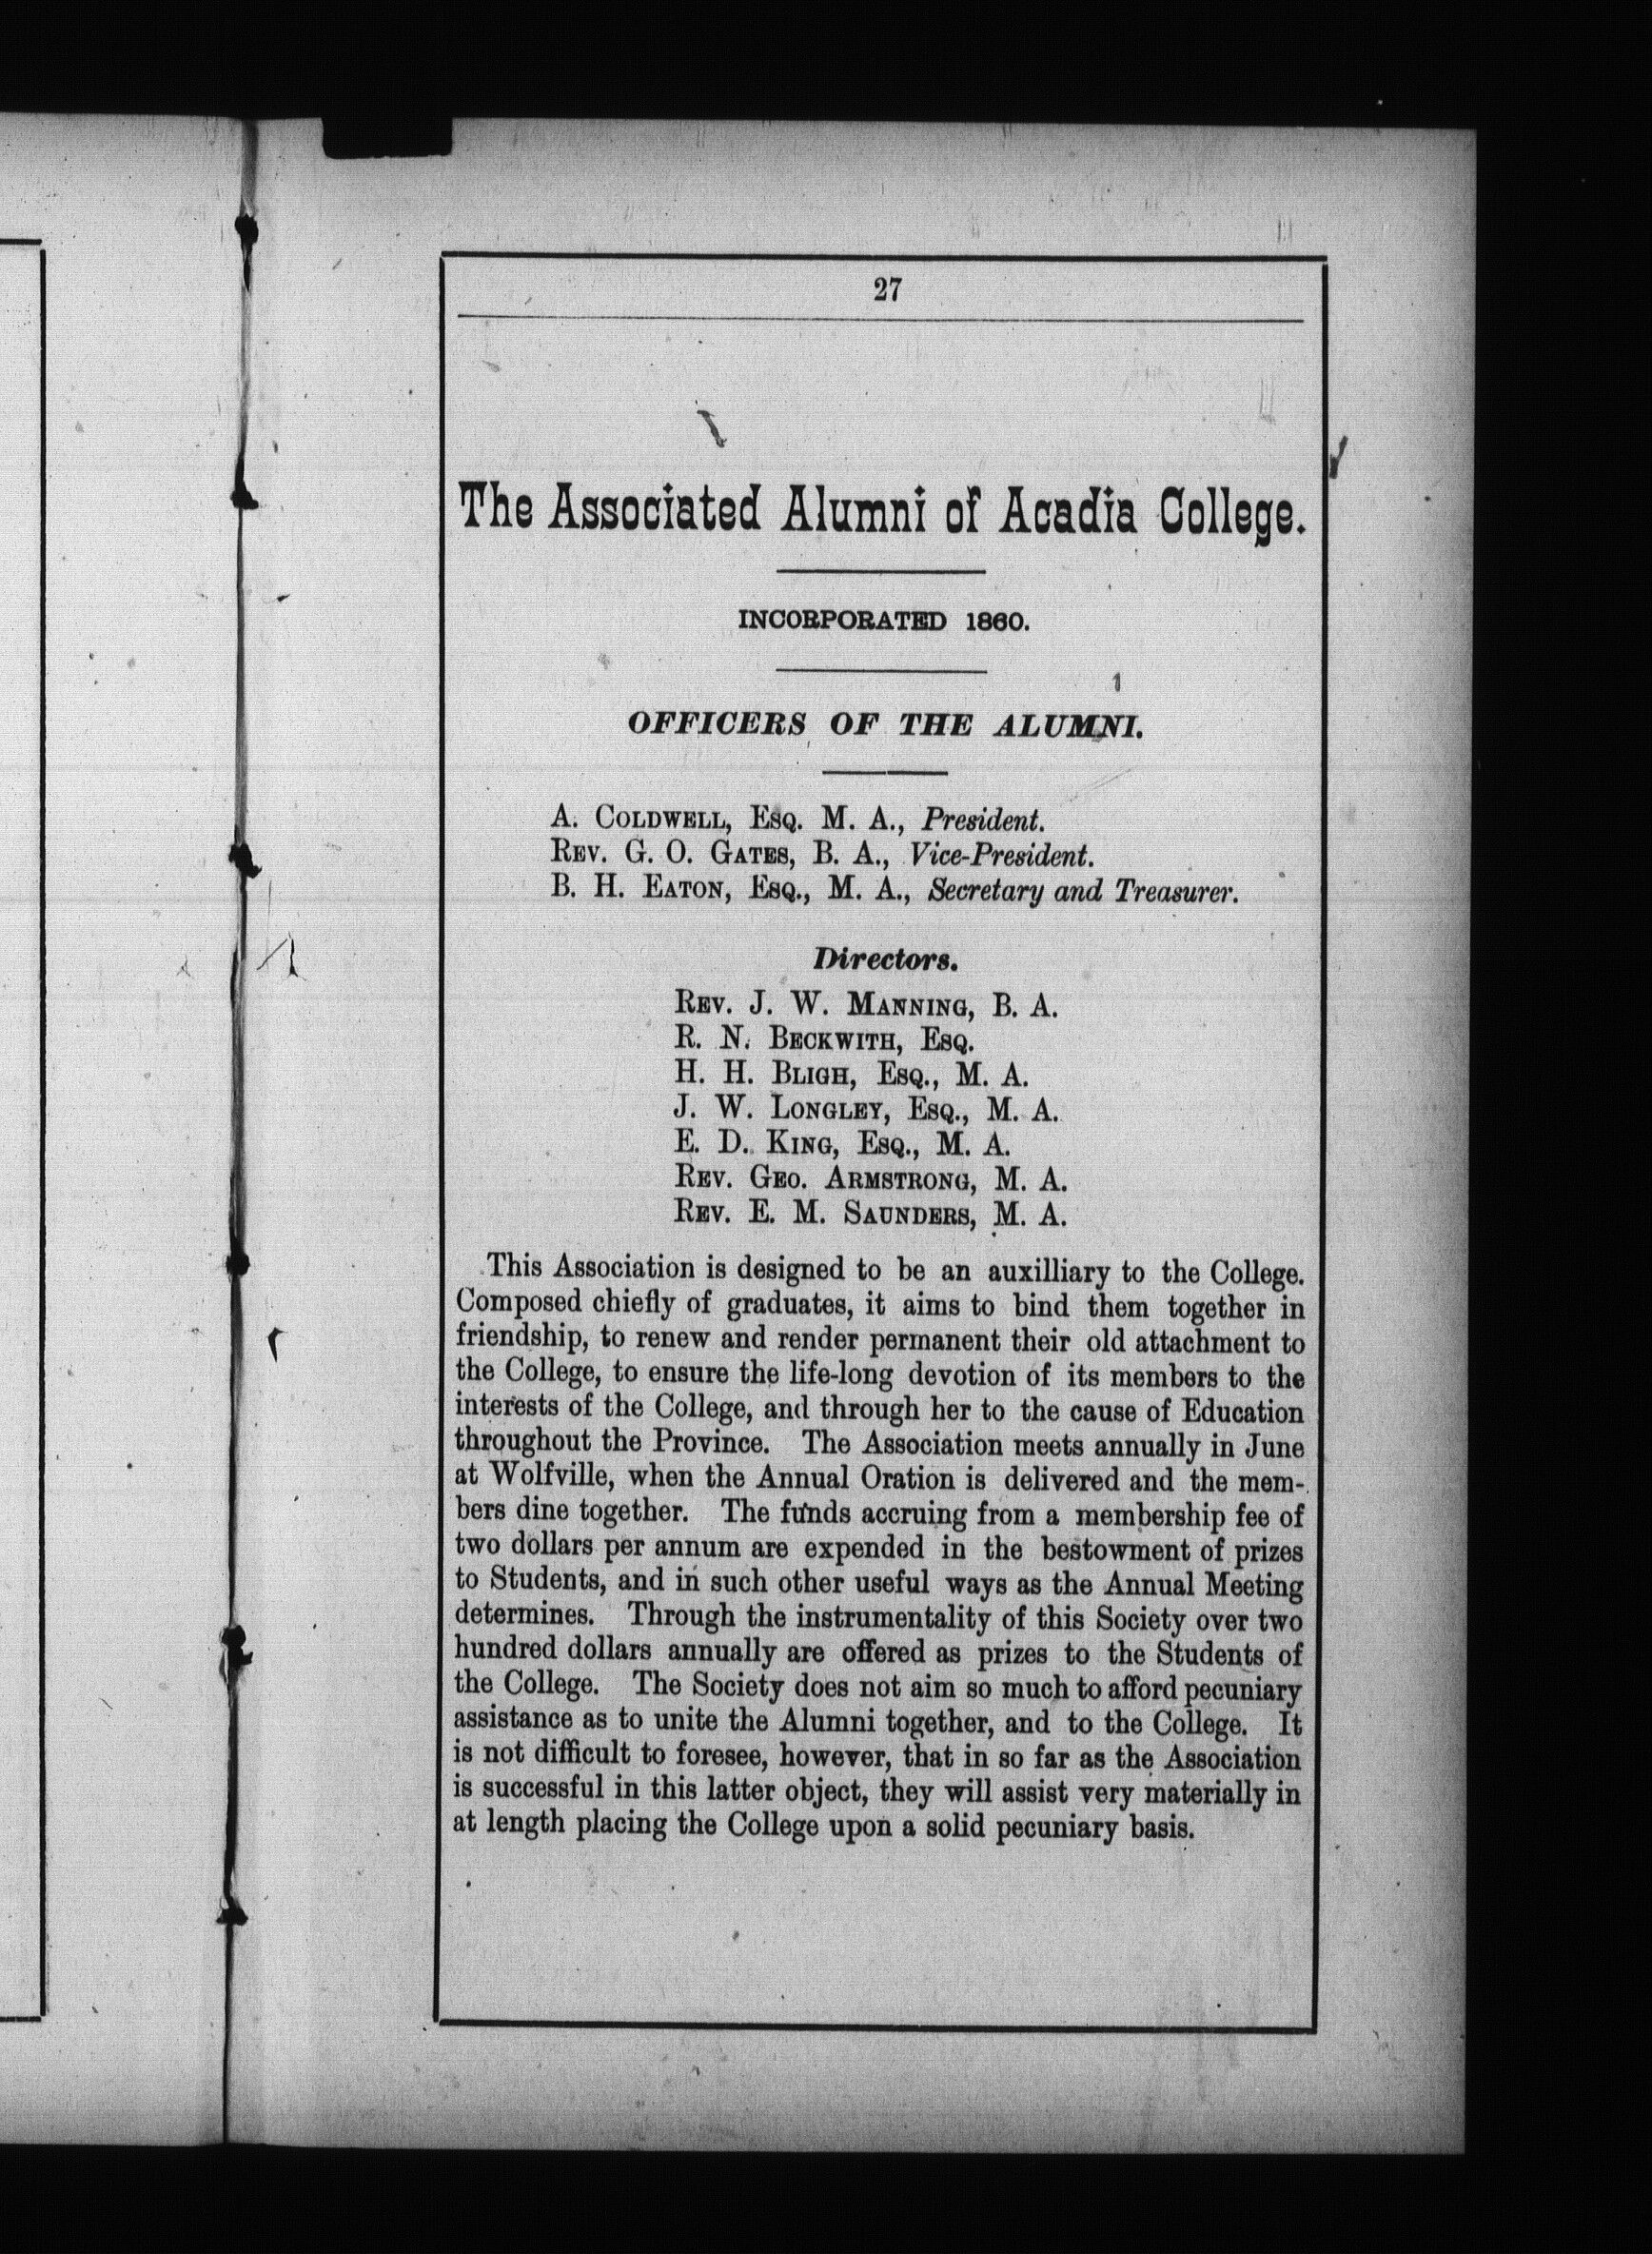 27
The Associated Alumni of Acadia College.
INCORPORATED 1860.
OFFICERS OF THE ALUMNI.
A. COLDWELL, ESQ. M. A., President.
REV. G. O. GATES, B. A., Vice-President.
B. H. EATON, ESQ., M. A., Secretary and Treasurer.
Directors.
REV. J. W. MANNING, B. A.
R. N. BECKWITH, ESQ.
H. H. BLIGH, ESQ., M. A.
J. W. LONGLEY, ESQ., M. A.
E. D. KING, ESQ., M. A.
REV. GEO. ARMSTRONG, M. A.
REV. E. M. SAUNDERS, M. A.
This Association is designed to be an auxilliary to the College.
Composed chiefly of graduates, it aims to bind them together in
friendship, to renew and render permanent their old attachment to
the College, to ensure the life-long devotion of its members to the
interests of the College, and through her to the cause of Education
throughout the Province. The Association meets annually in June
at Wolfville, when the Annual Oration is delivered and the mem-
bers dine together. The funds accruing from a membership fee of
two dollars per annum are expended in the bestowment of prizes
to Students, and in such other useful ways as the Annual Meeting
determines. Through the instrumentality of this Society over two
hundred dollars annually are offered as prizes to the Students of
the College. The Society does not aim so much to afford pecuniary
assistance as to unite the Alumni together, and to the College. It
is not difficult to foresee, however, that in so far as the Association
is successful in this latter object, they will assist very materially in
at length placing the College upon a solid pecuniary basis.